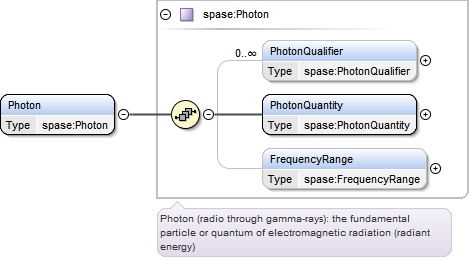 spase:Photon
0..∞
PhotonQualifier
Type spase:PhotonQualifier
Photon
Type spase:Photon
PhotonQuantity
Type spase:PhotonQuantity
FrequencyRange
Type spase:FrequencyRange
Photon (radio through gamma-rays): the fundamental
particle or quantum of electromagnetic radiation (radiant
energy)